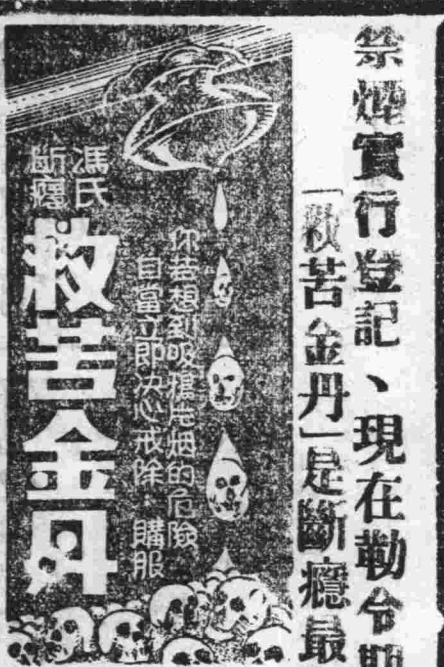 禁煙實行登記、現在勒令
「救苦金丹」是斷癮最
你若想到吸鴉片烟的危險
自當立即決心戒除 購服
馮氏
斷癮
救苦金丹